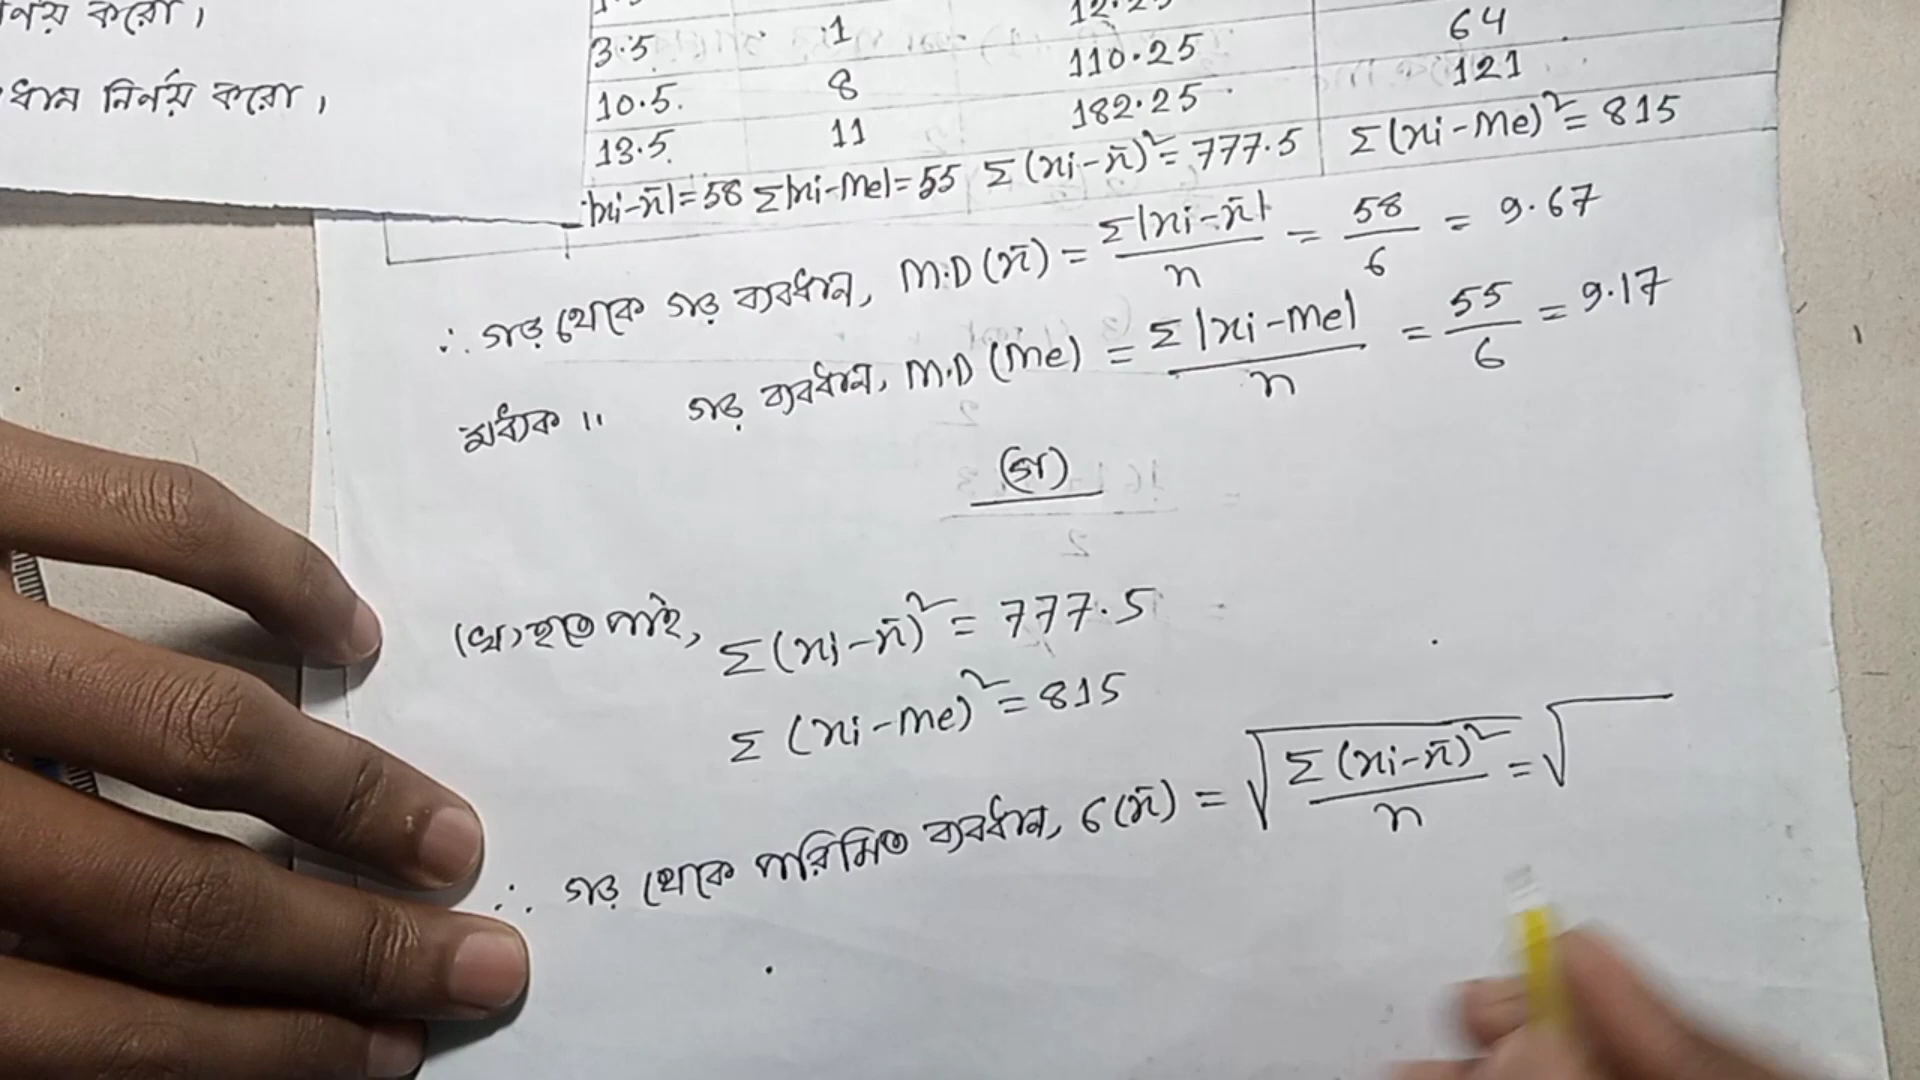 র্ণয় করো,
ধান নির্নয় করো,
3.5 1 12.25 64
10.5 8 110.25 121
13.5 11 182.25
|xi-x̄|=58 Σ|xi-Me|=55 Σ(xi-x̄)²=777.5 Σ(xi-Me)²=815
∴ গড় থেকে গড় ব্যবধান, M.D(x̄) = Σ|xi-x̄|/n = 58/6 = 9.67
মধ্যক ॥ গড় ব্যবধান, M.D(Me) = Σ|xi-Me|/n = 55/6 = 9.17
(গ)
(খ) হতে পাই, Σ(xi-x̄)² = 777.5
Σ(xi-Me)² = 815
∴ গড় থেকে পরিমিত ব্যবধান, σ(x̄) = √(Σ(xi-x̄)²/n) = √